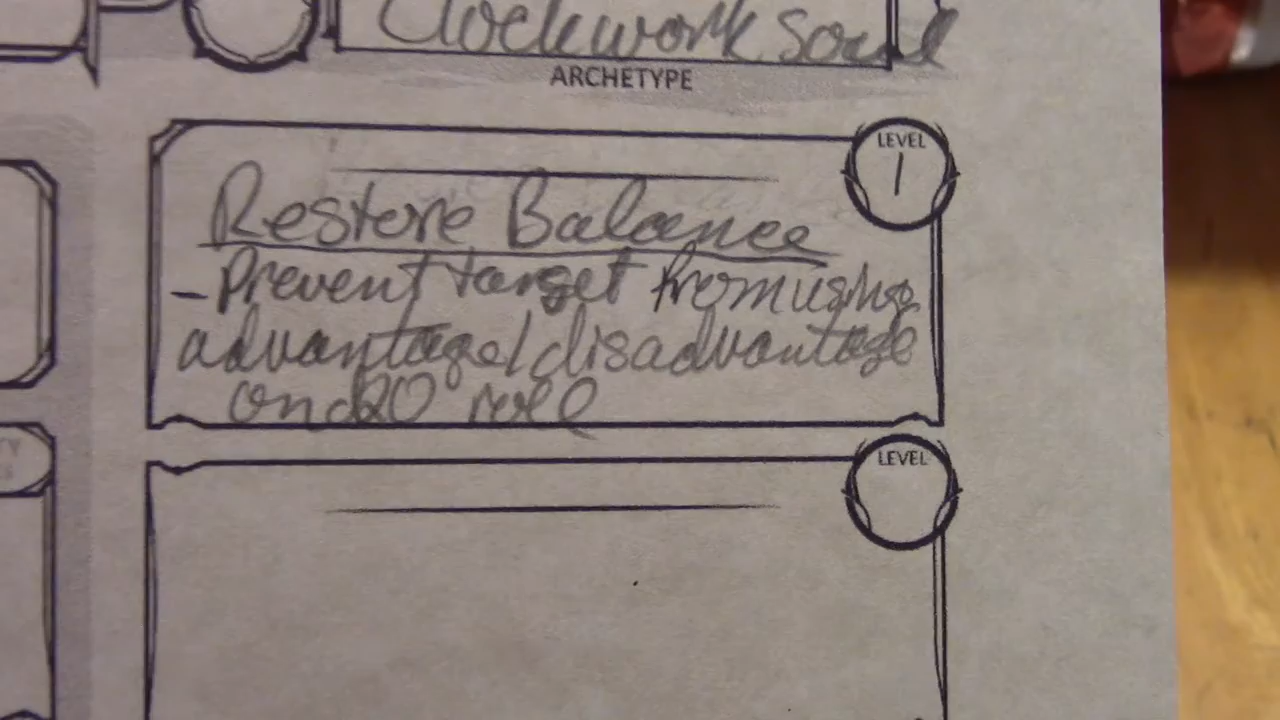 Clockwork Soul
ARCHETYPE
LEVEL
1
Restore Balance
- Prevent target from using
advantage/disadvantage
on d20 roll
LEVEL